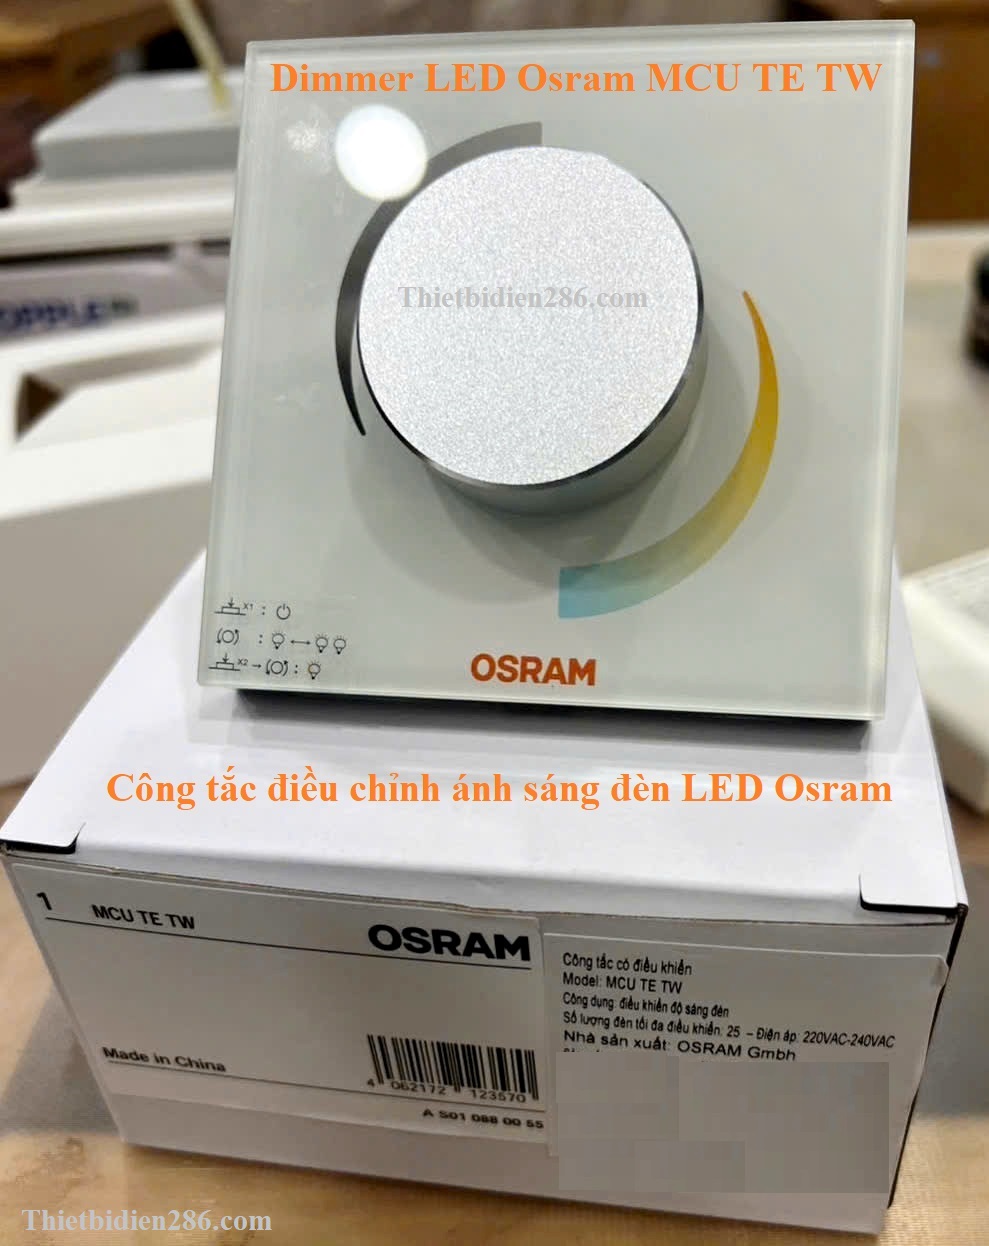 Dimmer LED Osram MCU TE TW
Thietbidien286.com
OPPLE
X1 :
:
X2 → :
OSRAM
Công tắc điều chỉnh ánh sáng đèn LED Osram
1 MCU TE TW
OSRAM
Made in China
4 062172 123570
A S01 088 00 55
Công tắc có điều khiển
Model: MCU TE TW
Công dụng: điều khiển độ sáng đèn
Số lượng đèn tối đa điều khiển: 25 – Điện áp: 220VAC-240VAC
Nhà sản xuất: OSRAM Gmbh
Thietbidien286.com